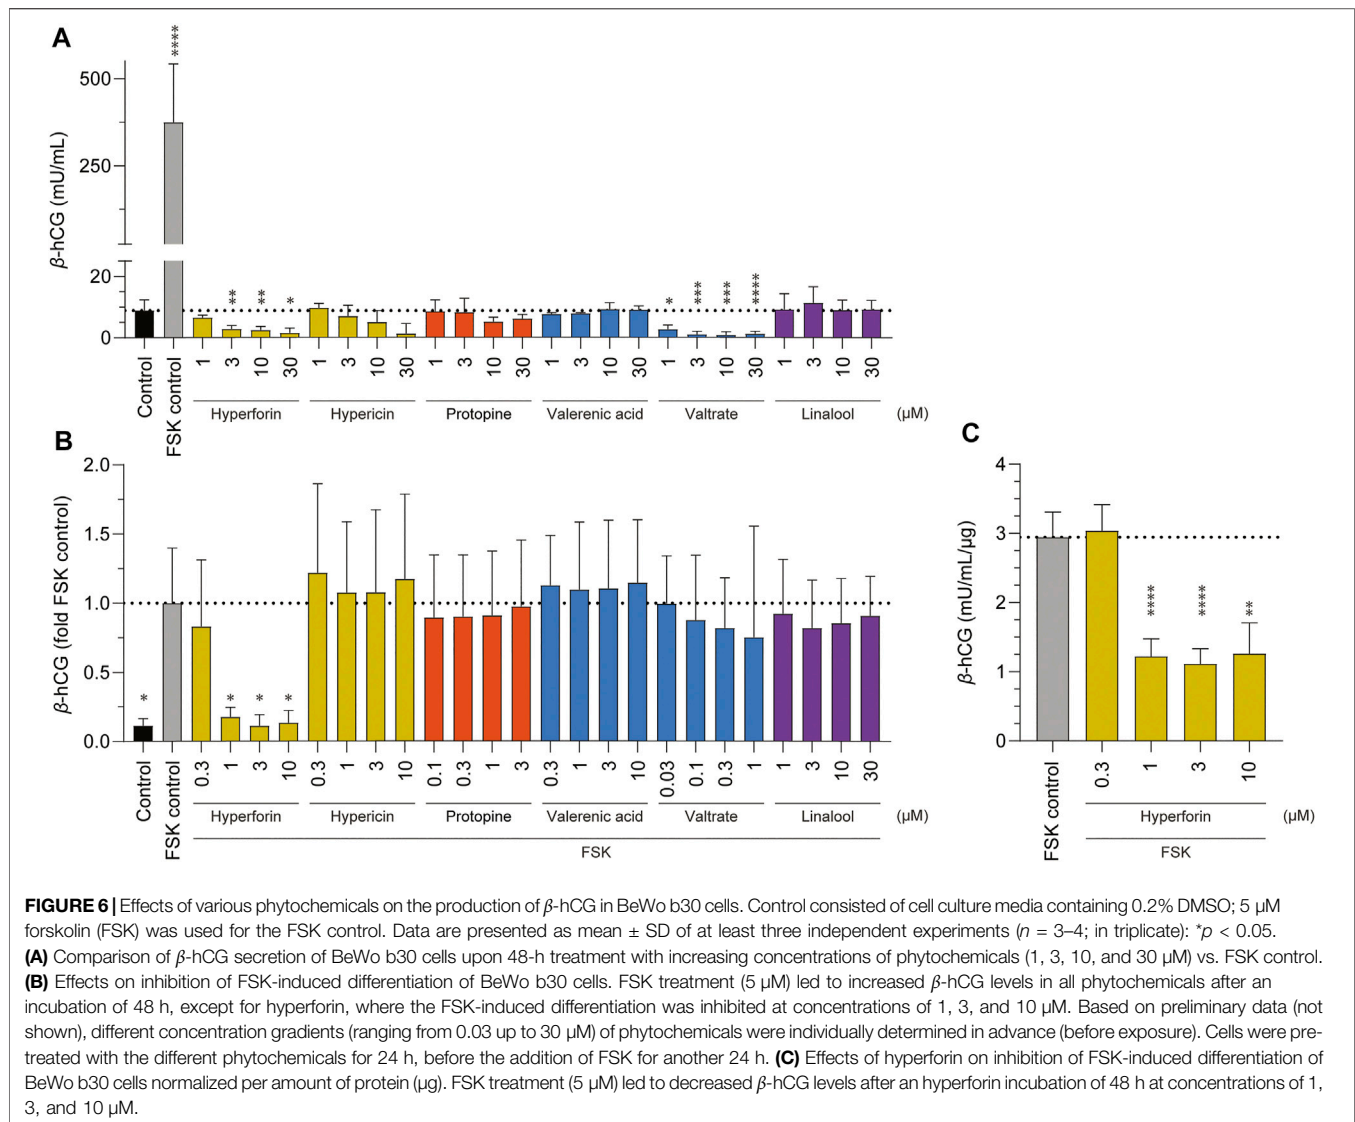 A
****
500
250
20
0
β-hCG (mU/mL)
** ** * * *** *** ****
Control
FSK control
1 3 10 30 1 3 10 30 1 3 10 30 1 3 10 30 1 3 10 30 1 3 10 30
Hyperforin Hypericin Protopine Valerenic acid Valtrate Linalool (µM)
B
2.0
1.5
1.0
0.5
0.0
β-hCG (fold FSK control)
* * * *
Control
FSK control
0.3 1 3 10 0.3 1 3 10 0.1 0.3 1 3 0.3 1 3 10 0.03 0.1 0.3 1 1 3 10 30
Hyperforin Hypericin Protopine Valerenic acid Valtrate Linalool (µM)
FSK
C
4
3
2
1
0
β-hCG (mU/mL/µg)
**** **** **
FSK control
0.3 1 3 10
Hyperforin (µM)
FSK
FIGURE 6 | Effects of various phytochemicals on the production of β-hCG in BeWo b30 cells. Control consisted of cell culture media containing 0.2% DMSO; 5 µM
forskolin (FSK) was used for the FSK control. Data are presented as mean ± SD of at least three independent experiments (n = 3–4; in triplicate): *p < 0.05.
(A) Comparison of β-hCG secretion of BeWo b30 cells upon 48-h treatment with increasing concentrations of phytochemicals (1, 3, 10, and 30 µM) vs. FSK control.
(B) Effects on inhibition of FSK-induced differentiation of BeWo b30 cells. FSK treatment (5 µM) led to increased β-hCG levels in all phytochemicals after an
incubation of 48 h, except for hyperforin, where the FSK-induced differentiation was inhibited at concentrations of 1, 3, and 10 µM. Based on preliminary data (not
shown), different concentration gradients (ranging from 0.03 up to 30 µM) of phytochemicals were individually determined in advance (before exposure). Cells were pre-
treated with the different phytochemicals for 24 h, before the addition of FSK for another 24 h. (C) Effects of hyperforin on inhibition of FSK-induced differentiation of
BeWo b30 cells normalized per amount of protein (µg). FSK treatment (5 µM) led to decreased β-hCG levels after an hyperforin incubation of 48 h at concentrations of 1,
3, and 10 µM.